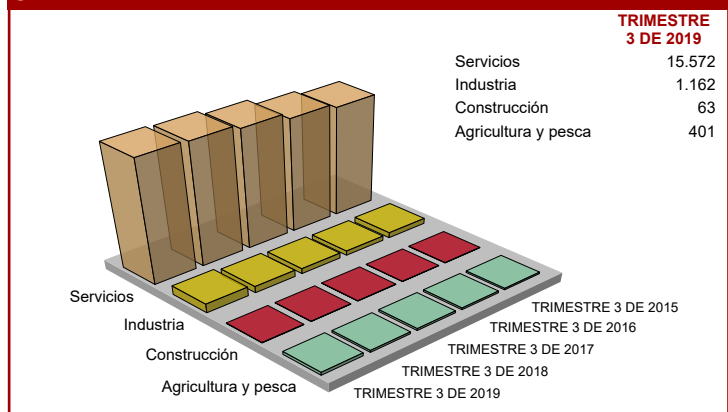 TRIMESTRE
3 DE 2019
Servicios 15.572
Industria 1.162
Construcción 63
Agricultura y pesca 401
Servicios
Industria
Construcción
Agricultura y pesca
TRIMESTRE 3 DE 2015
TRIMESTRE 3 DE 2016
TRIMESTRE 3 DE 2017
TRIMESTRE 3 DE 2018
TRIMESTRE 3 DE 2019